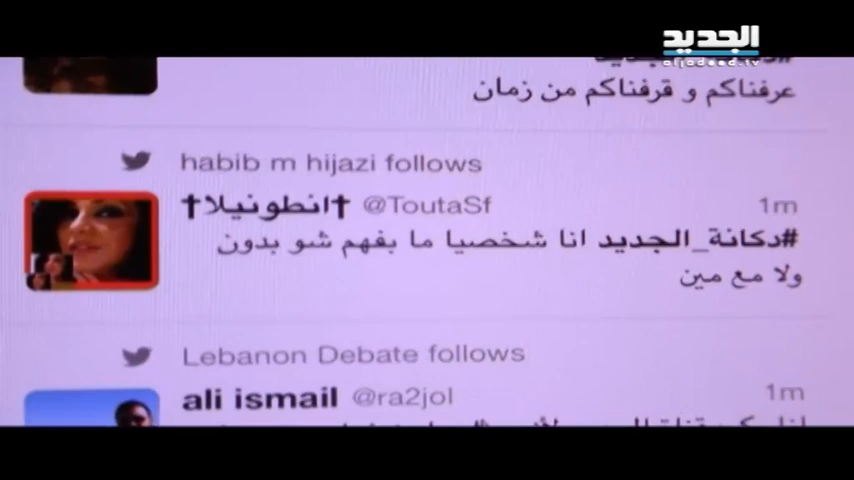 الجديد
aljadeed.tv
عرفناكم و قرفناكم من زمان
habib m hijazi follows
✝انطونيلا✝ @ToutaSf 1m
#دكانة_الجديد انا شخصيا ما بفهم شو بدون
ولا مع مين
Lebanon Debate follows
ali ismail @ra2jol 1m